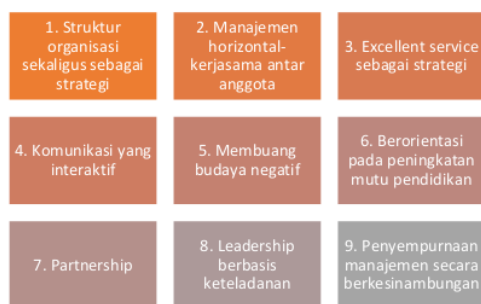 1. Struktur
organisasi
sekaligus sebagai
strategi
2. Manajemen
horizontal-
kerjasama antar
anggota
3. Excellent service
sebagai strategi
4. Komunikasi yang
interaktif
5. Membuang
budaya negatif
6. Berorientasi
pada peningkatan
mutu pendidikan
7. Partnership
8. Leadership
berbasis
keteladanan
9. Penyempurnaan
manajemen secara
berkesinambungan